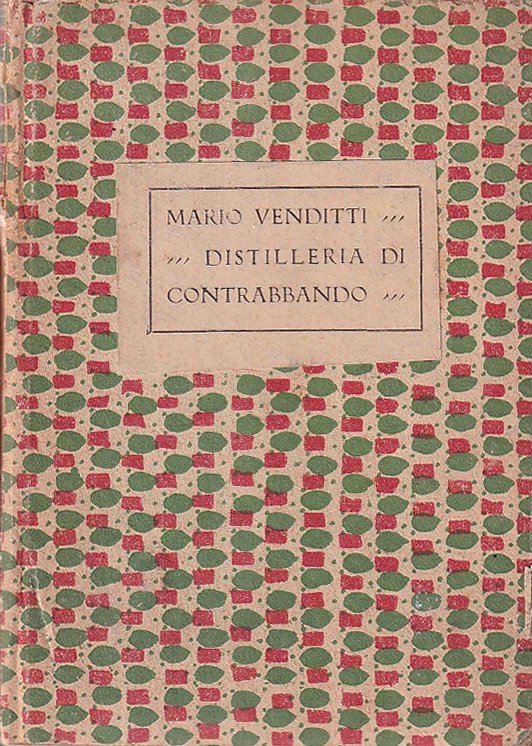 MARIO VENDITTI ,,,
,,, DISTILLERIA DI
CONTRABBANDO ,,,